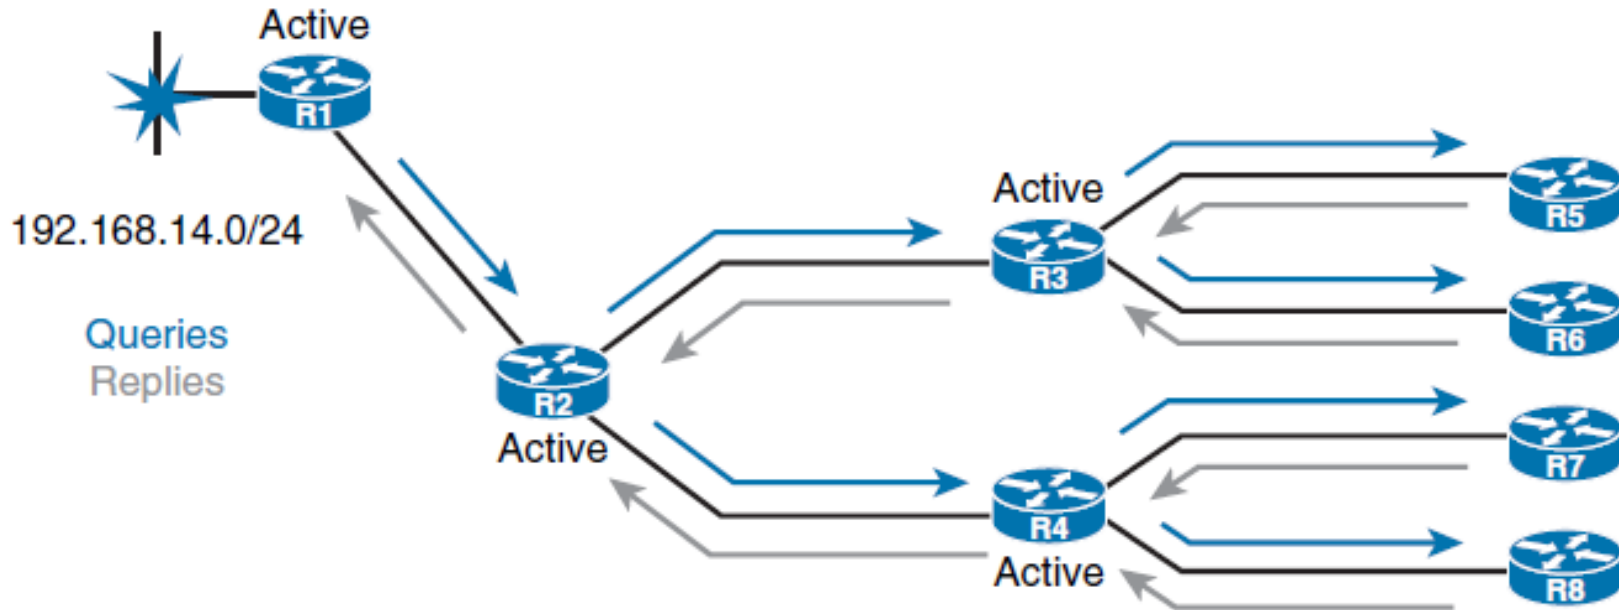 Active
R1
192.168.14.0/24
Queries
Replies
R2
Active
Active
R3
R4
Active
R5
R6
R7
R8